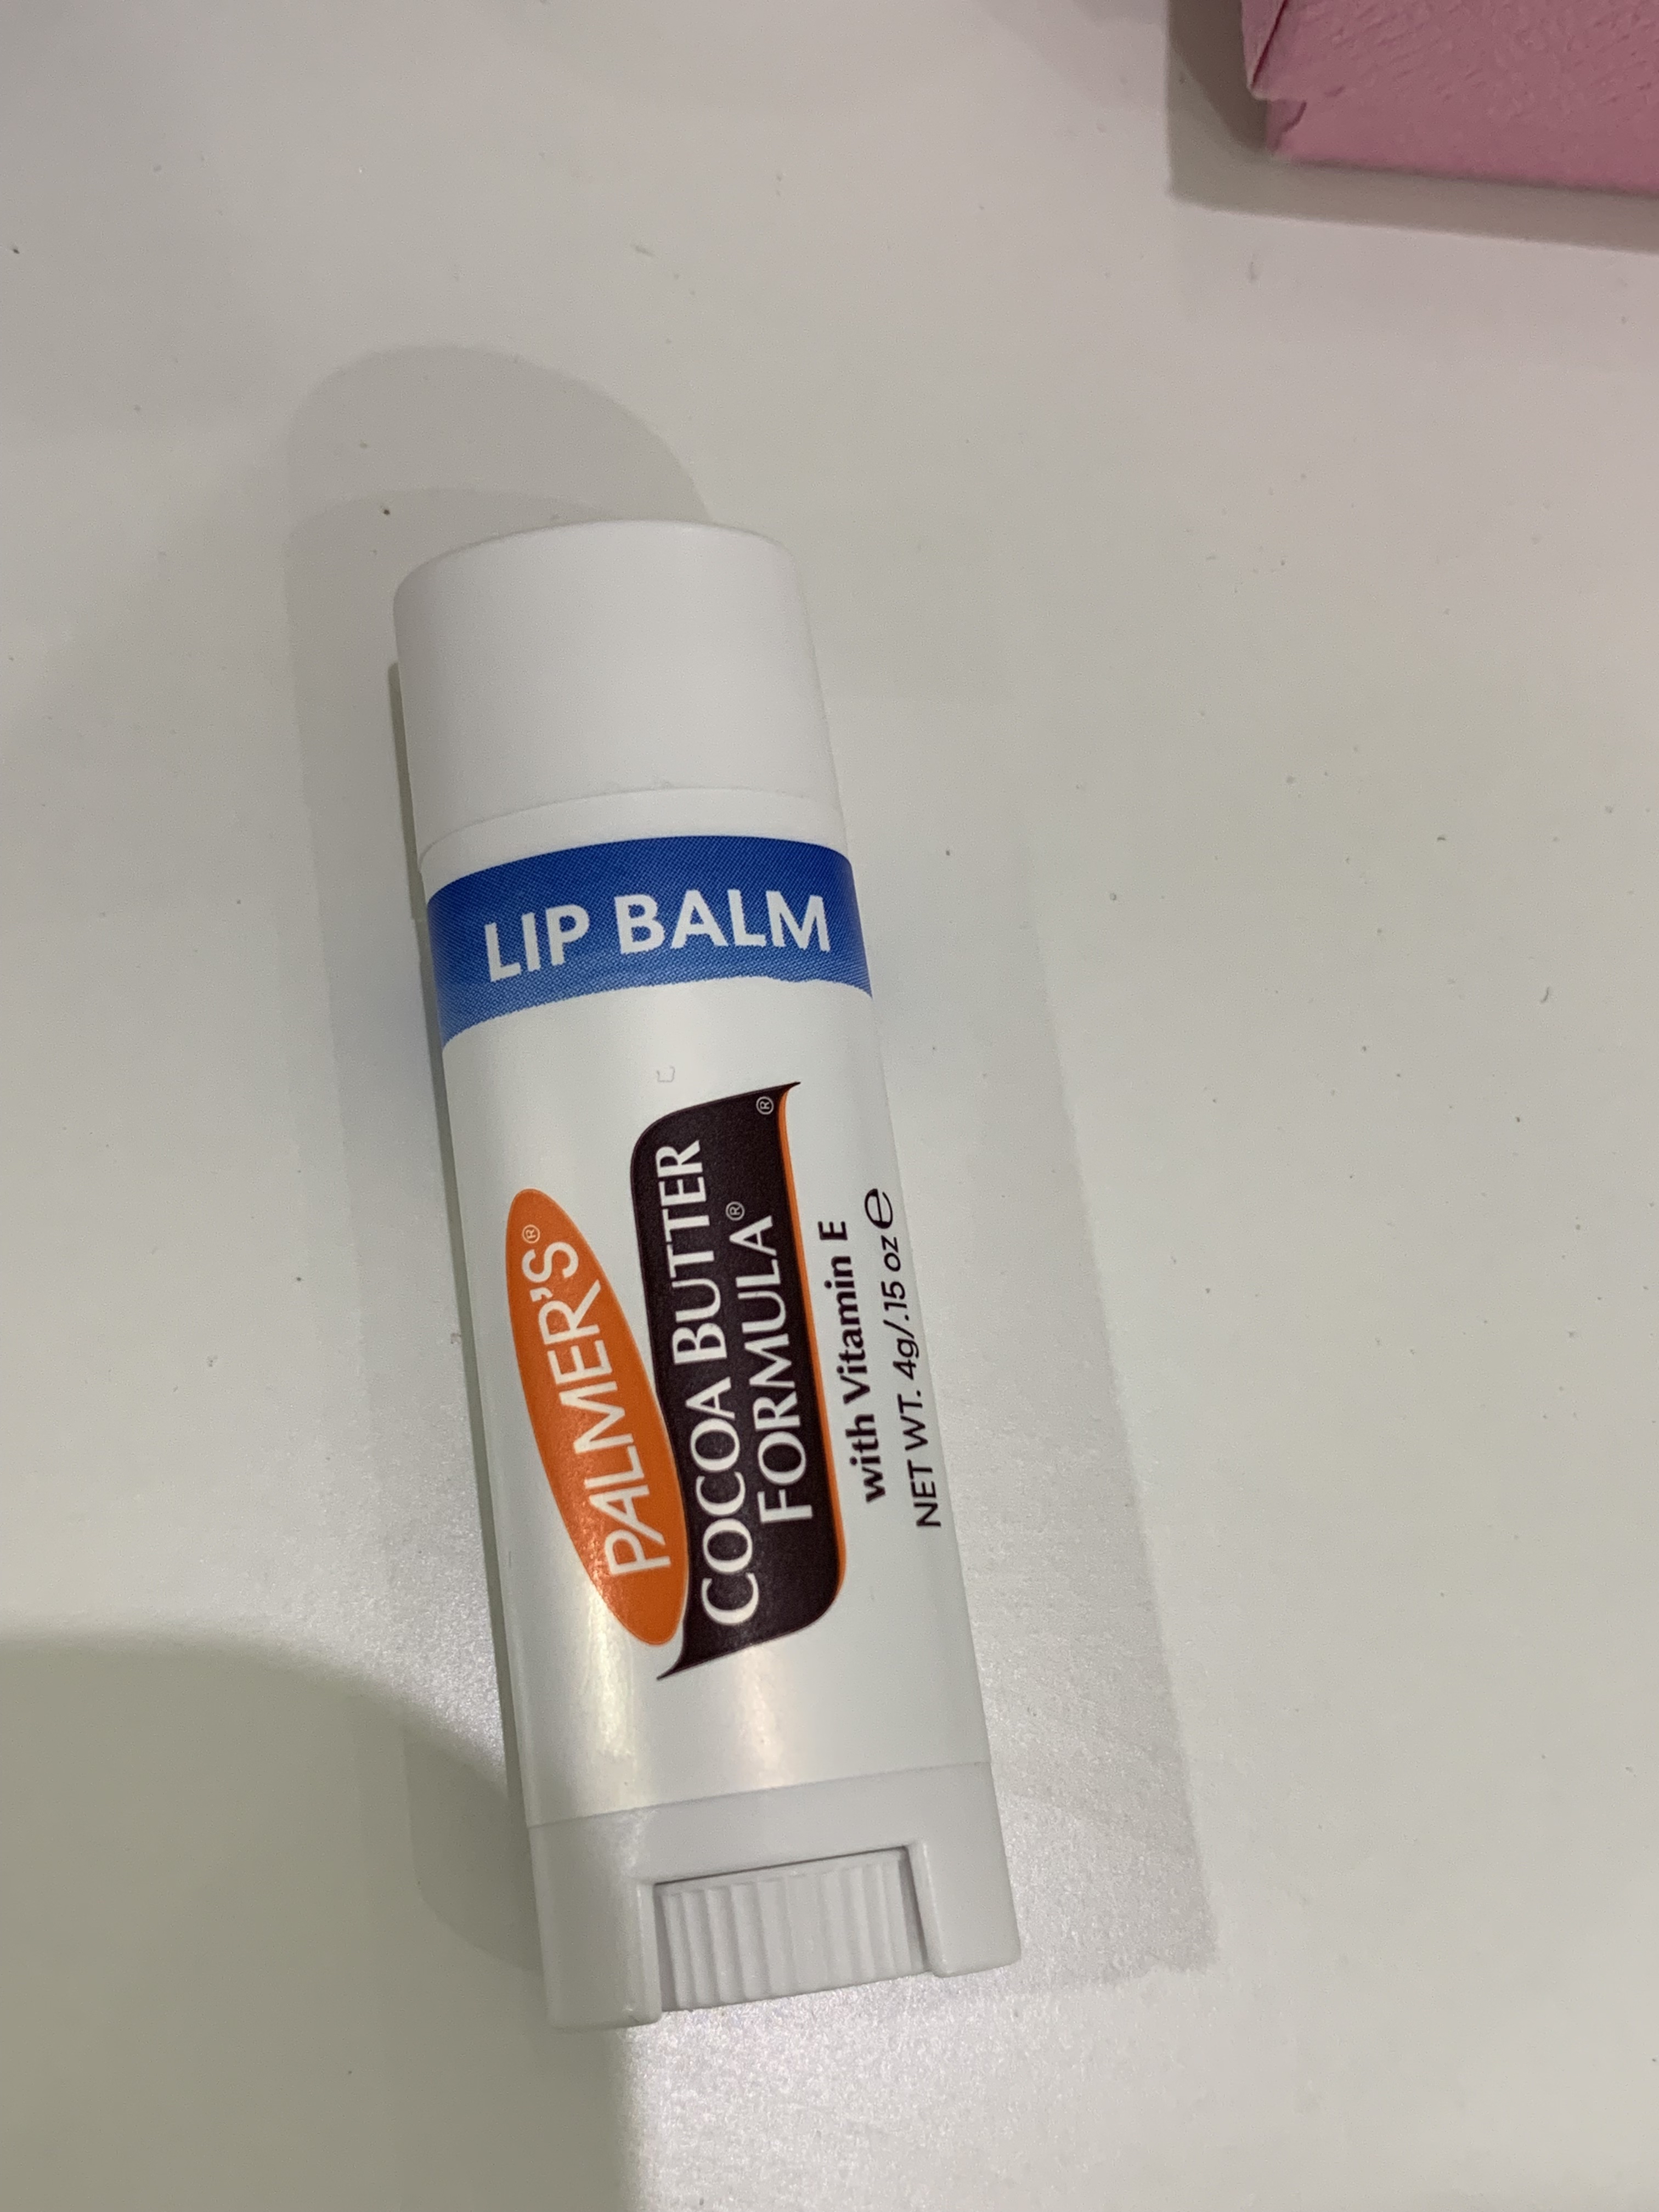 LIP BALM
PALMER'S®
COCOA BUTTER
FORMULA®
®
with Vitamin E
NET WT. 4g/.15 oz ℮